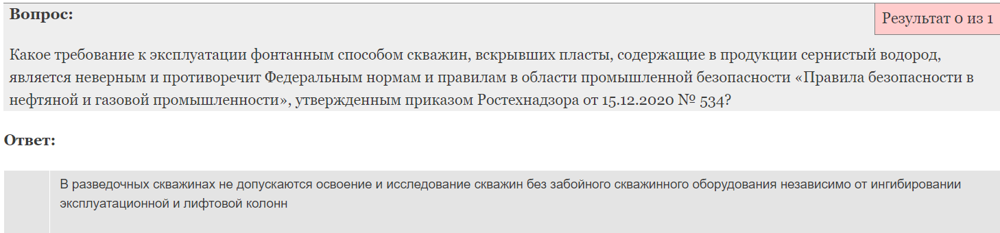 Вопрос:
Результат 0 из 1
Какое требование к эксплуатации фонтанным способом скважин, вскрывших пласты, содержащие в продукции сернистый водород,
является неверным и противоречит Федеральным нормам и правилам в области промышленной безопасности «Правила безопасности в
нефтяной и газовой промышленности», утвержденным приказом Ростехнадзора от 15.12.2020 № 534?
Ответ:
В разведочных скважинах не допускаются освоение и исследование скважин без забойного скважинного оборудования независимо от ингибировании
эксплуатационной и лифтовой колонн